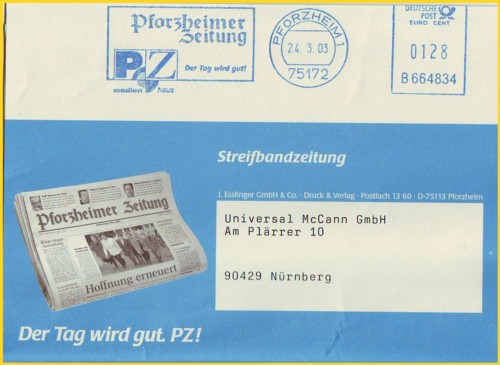 Pforzheimer
Zeitung
PZ
Der Tag wird gut!
medien haus
PFORZHEIM 1
24. 3. 03
75172
DEUTSCHE
POST
EURO CENT
0128
B 664834
Streifbandzeitung
J. Esslinger GmbH & Co. · Druck & Verlag · Postfach 13 60 · D-75113 Pforzheim
Universal McCann GmbH
Am Plärrer 10
90429 Nürnberg
Pforzheimer Zeitung
Hoffnung erneuert
Der Tag wird gut. PZ!